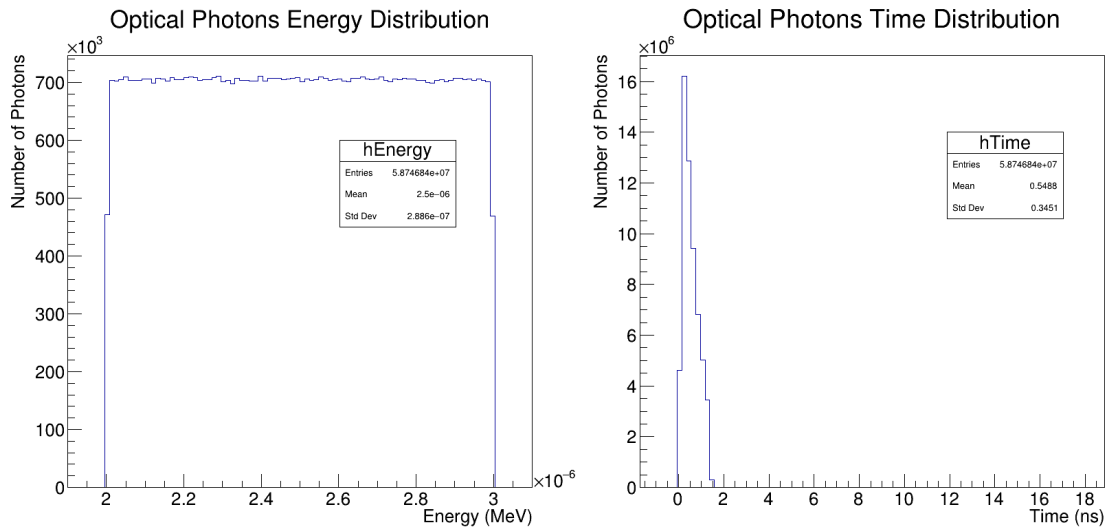 Optical Photons Energy Distribution
×10³
Number of Photons
700
600
500
400
300
200
100
0
hEnergy
Entries 5.874684e+07
Mean 2.5e−06
Std Dev 2.886e−07
2 2.2 2.4 2.6 2.8 3
×10⁻⁶
Energy (MeV)
Optical Photons Time Distribution
×10⁶
Number of Photons
16
14
12
10
8
6
4
2
0
hTime
Entries 5.874684e+07
Mean 0.5488
Std Dev 0.3451
0 2 4 6 8 10 12 14 16 18
Time (ns)